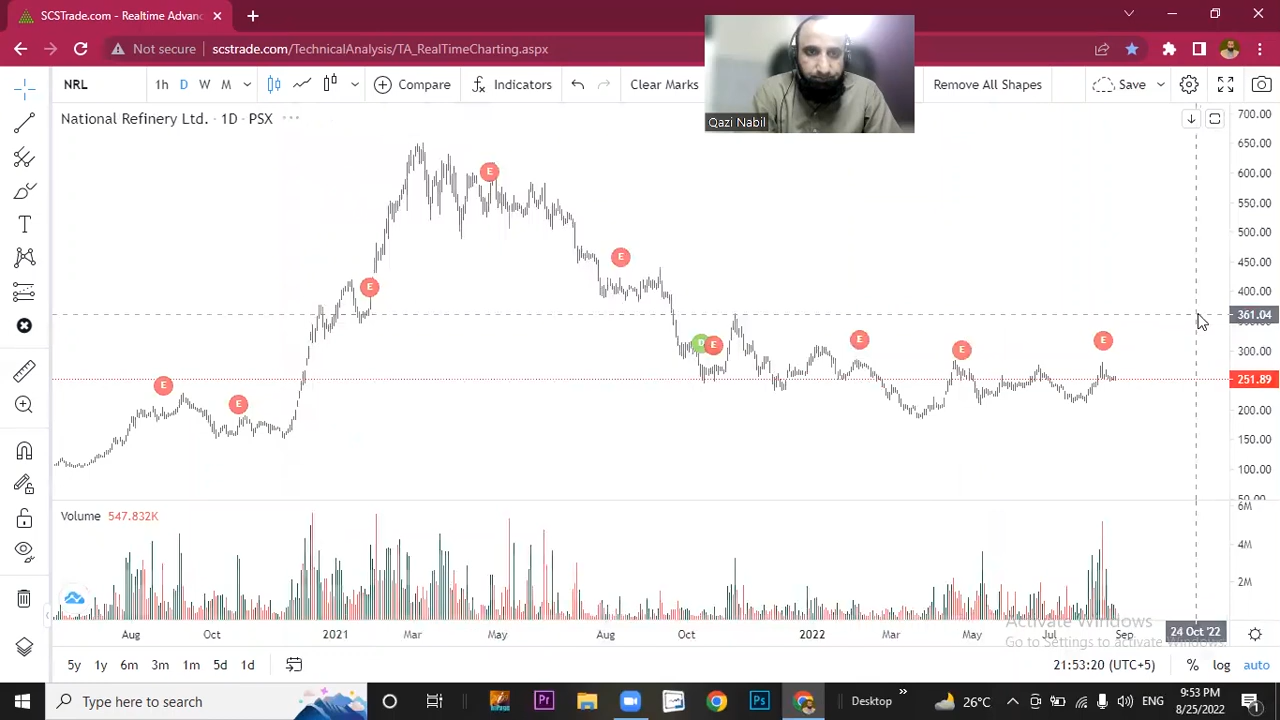 SCSTrade.com - Realtime Advanc
Not secure scstrade.com/TechnicalAnalysis/TA_RealTimeCharting.aspx
NRL 1h D W M Compare Indicators Clear Marks Remove All Shapes Save
Qazi Nabil
National Refinery Ltd. · 1D · PSX
700.00
650.00
600.00
550.00
500.00
450.00
400.00
361.04
300.00
251.89
200.00
150.00
100.00
E
E
E
E
E
D
E
E
E
E
Volume 547.832K
6M
4M
2M
Aug Oct 2021 Mar May Aug Oct 2022 Mar May Jul Sep 24 Oct '22
Activate Windows
Go to Settings to activate Windows.
5y 1y 6m 3m 1m 5d 1d 21:53:20 (UTC+5) % log auto
Type here to search Desktop 26°C ENG 9:53 PM
8/25/2022